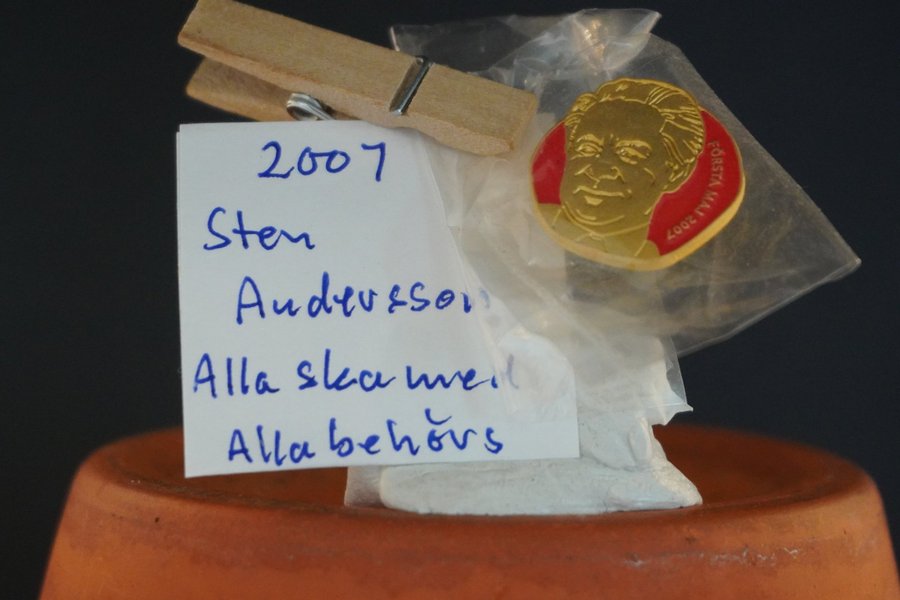 2007
Sten
Andersson
Alla ska med
Alla behövs
FÖRSTA MAJ 2007